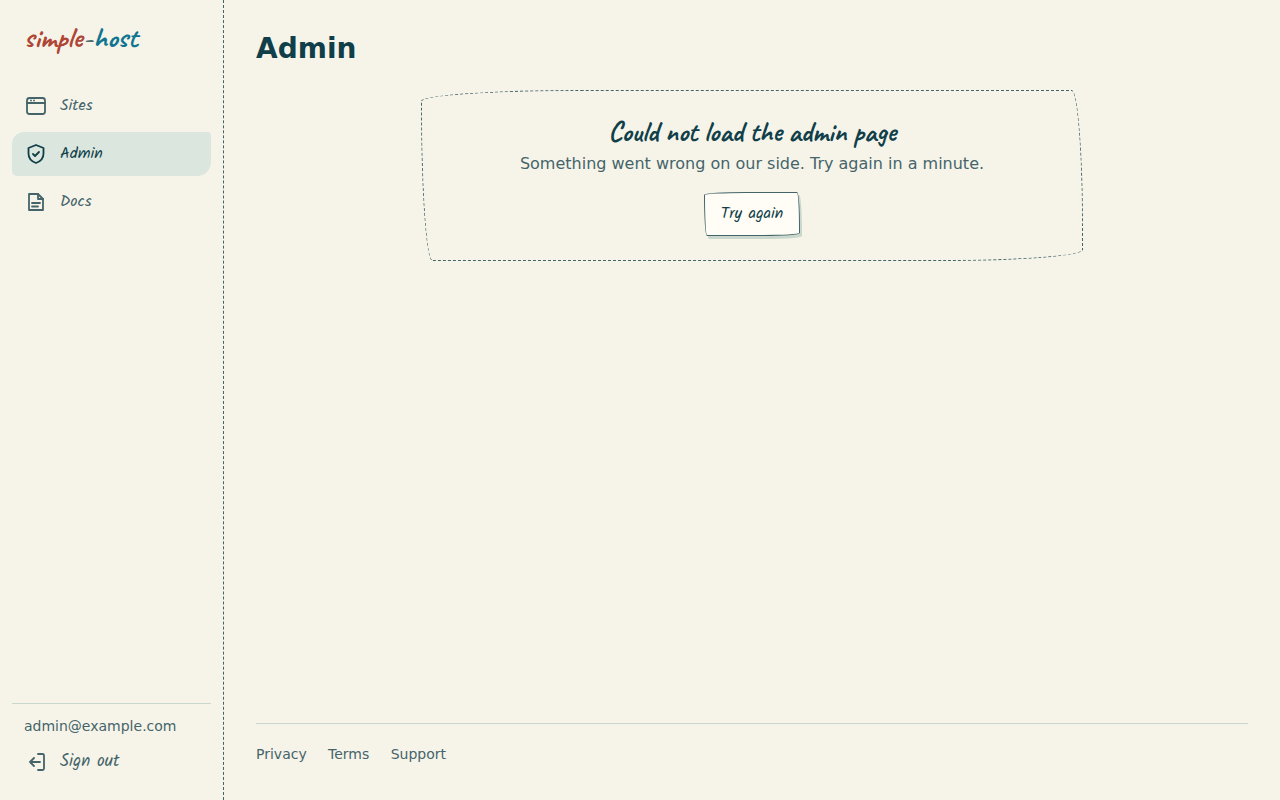 simple-host
Sites
Admin
Docs
admin@example.com
Sign out
Admin
Could not load the admin page
Something went wrong on our side. Try again in a minute.
Try again
Privacy Terms Support